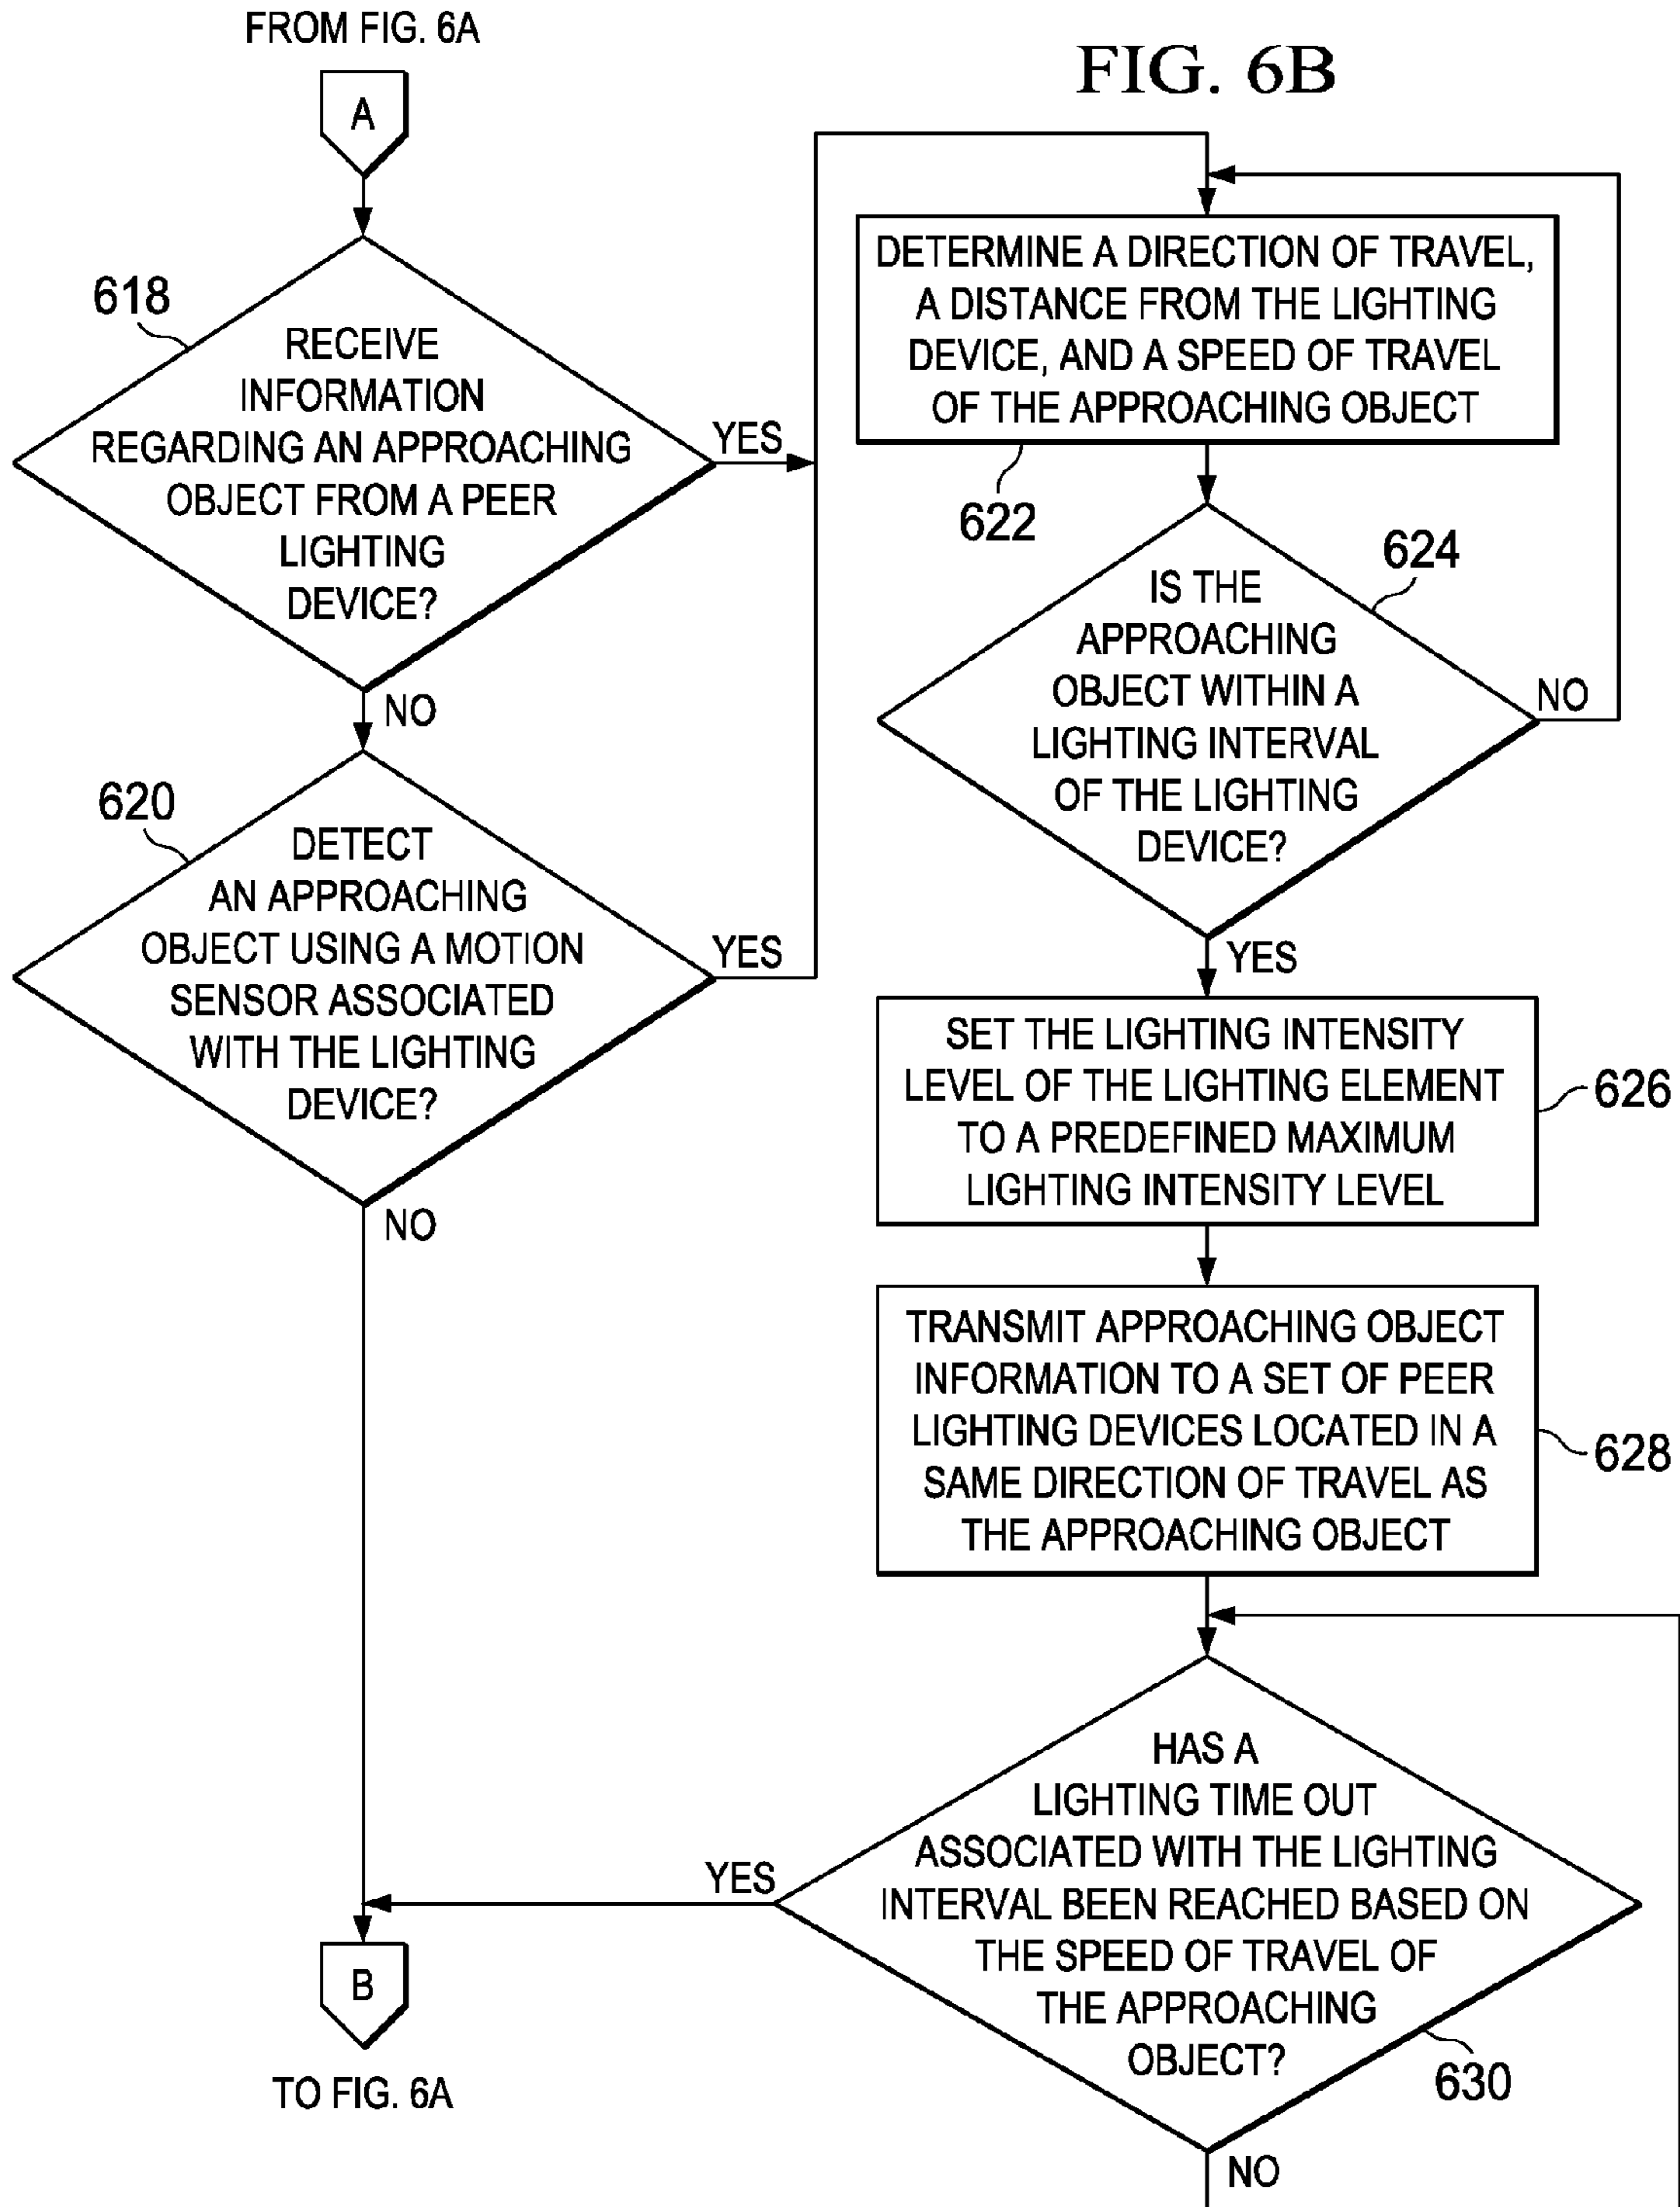 FROM FIG. 6A
FIG. 6B
A
618
RECEIVE
INFORMATION
REGARDING AN APPROACHING
OBJECT FROM A PEER
LIGHTING
DEVICE?
YES
NO
620
DETECT
AN APPROACHING
OBJECT USING A MOTION
SENSOR ASSOCIATED
WITH THE LIGHTING
DEVICE?
YES
NO
DETERMINE A DIRECTION OF TRAVEL,
A DISTANCE FROM THE LIGHTING
DEVICE, AND A SPEED OF TRAVEL
OF THE APPROACHING OBJECT
622
624
IS THE
APPROACHING
OBJECT WITHIN A
LIGHTING INTERVAL
OF THE LIGHTING
DEVICE?
NO
YES
SET THE LIGHTING INTENSITY
LEVEL OF THE LIGHTING ELEMENT
TO A PREDEFINED MAXIMUM
LIGHTING INTENSITY LEVEL
626
TRANSMIT APPROACHING OBJECT
INFORMATION TO A SET OF PEER
LIGHTING DEVICES LOCATED IN A
SAME DIRECTION OF TRAVEL AS
THE APPROACHING OBJECT
628
HAS A
LIGHTING TIME OUT
ASSOCIATED WITH THE LIGHTING
INTERVAL BEEN REACHED BASED ON
THE SPEED OF TRAVEL OF
THE APPROACHING
OBJECT?
630
YES
NO
B
TO FIG. 6A